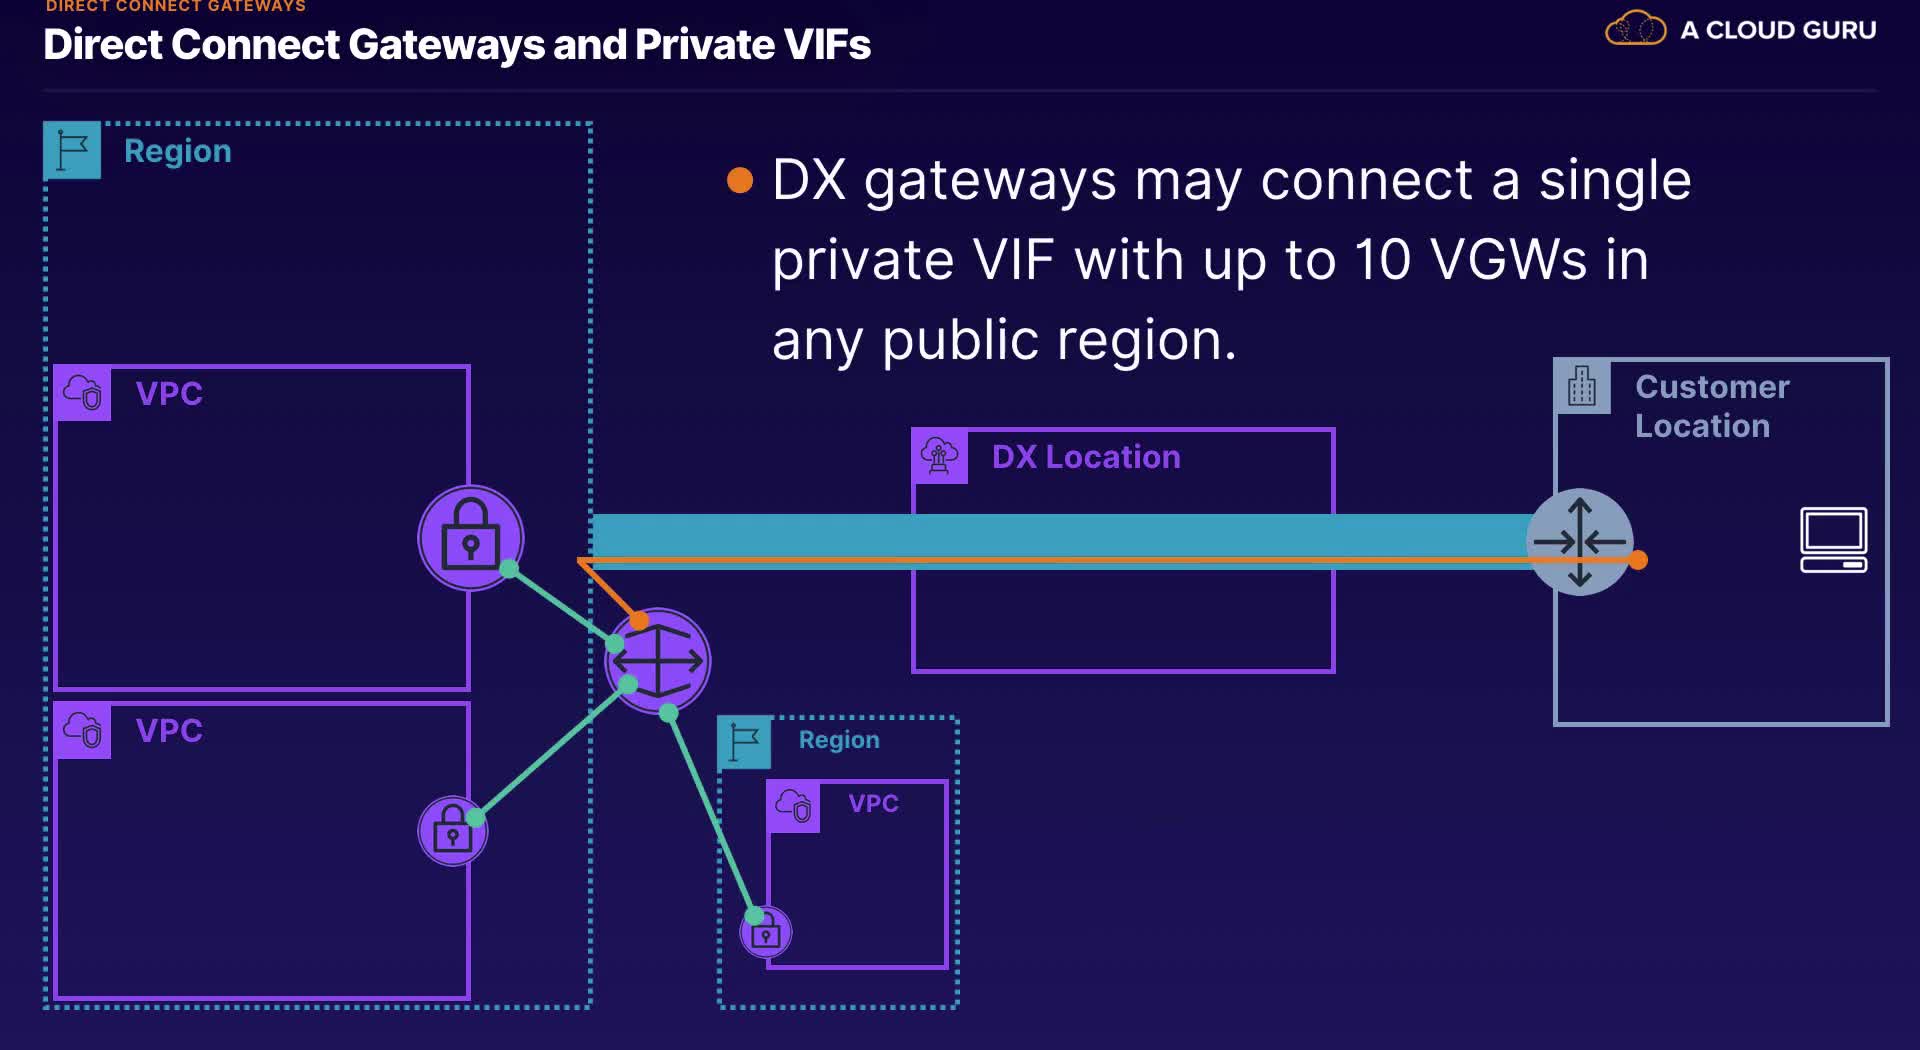 DIRECT CONNECT GATEWAYS
Direct Connect Gateways and Private VIFs
A CLOUD GURU
Region
DX gateways may connect a single
private VIF with up to 10 VGWs in
any public region.
VPC
Customer
Location
DX Location
VPC
Region
VPC